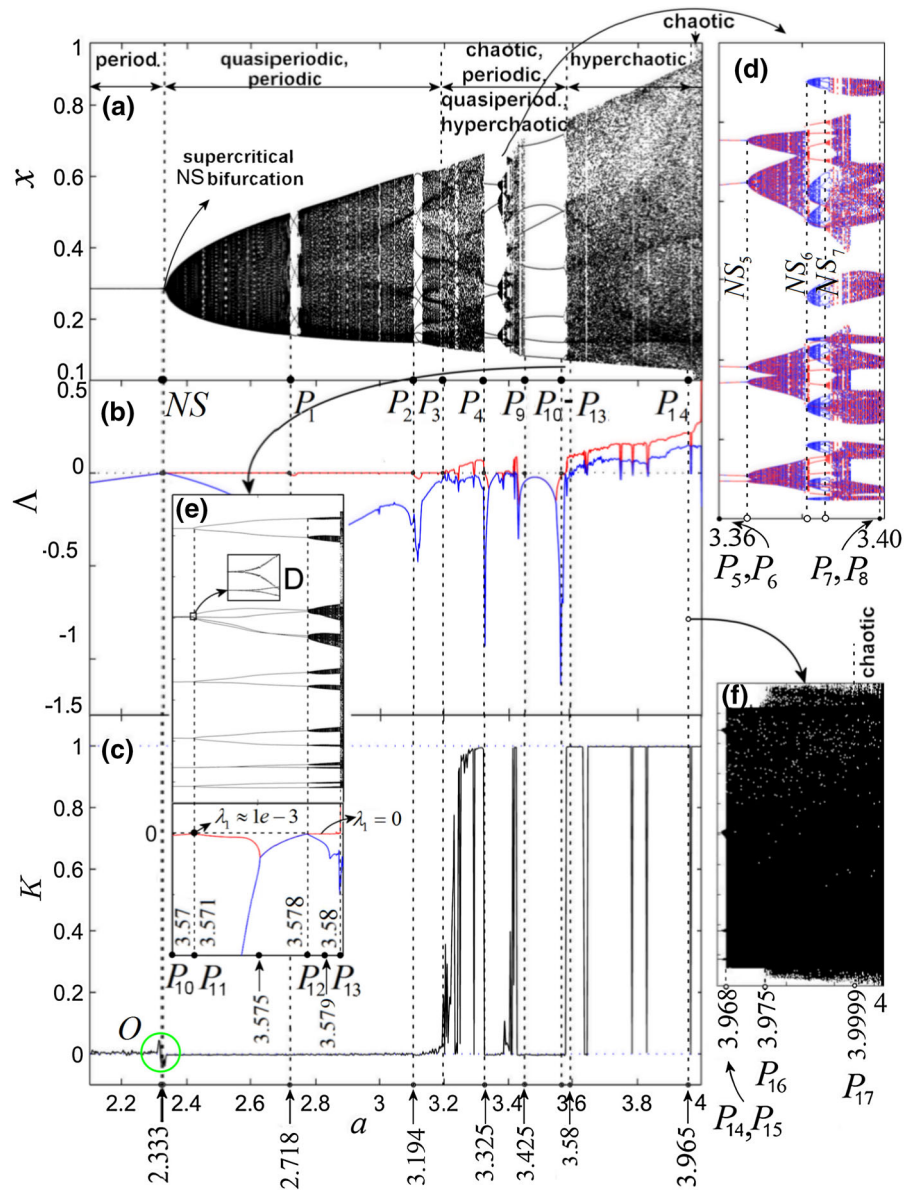 chaotic
1
period.
quasiperiodic,
periodic
chaotic,
periodic,
quasiperiod.
hyperchaotic
hyperchaotic
(a)
0.8
supercritical
NS bifurcation
x
0.6
0.4
0.2
0.1
(d)
NS5
NS6
NS7
3.36
3.40
P5,P6
P7,P8
0.5
(b)
NS
P1
P2
P3
P4
P9
P10-P13
P14
0
Λ
-0.5
-1
-1.5
(e)
D
λ1≈1e-3
λ1=0
0
3.57
3.571
3.578
3.58
P10
P11
P12
P13
3.575
3.579
(c)
1
0.8
0.6
K
0.4
0.2
0
O
2.2
2.4
2.6
2.8
3
3.2
3.4
3.6
3.8
4
a
2.333
2.718
3.194
3.325
3.425
3.58
3.965
chaotic
(f)
3.968
3.975
3.9999
4
P16
P17
P14,P15